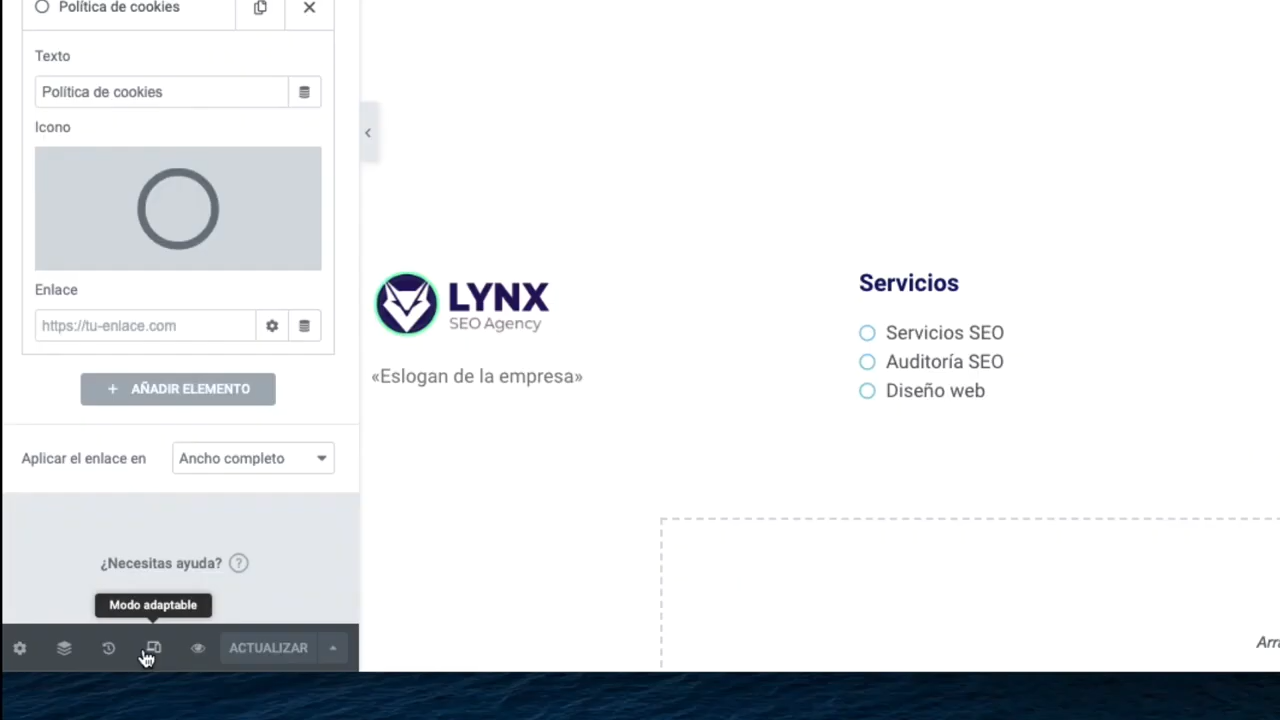 Política de cookies
Texto
Política de cookies
Icono
Enlace
https://tu-enlace.com
+ AÑADIR ELEMENTO
Aplicar el enlace en
Ancho completo
¿Necesitas ayuda? ?
Modo adaptable
ACTUALIZAR
LYNX
SEO Agency
«Eslogan de la empresa»
Servicios
Servicios SEO
Auditoría SEO
Diseño web